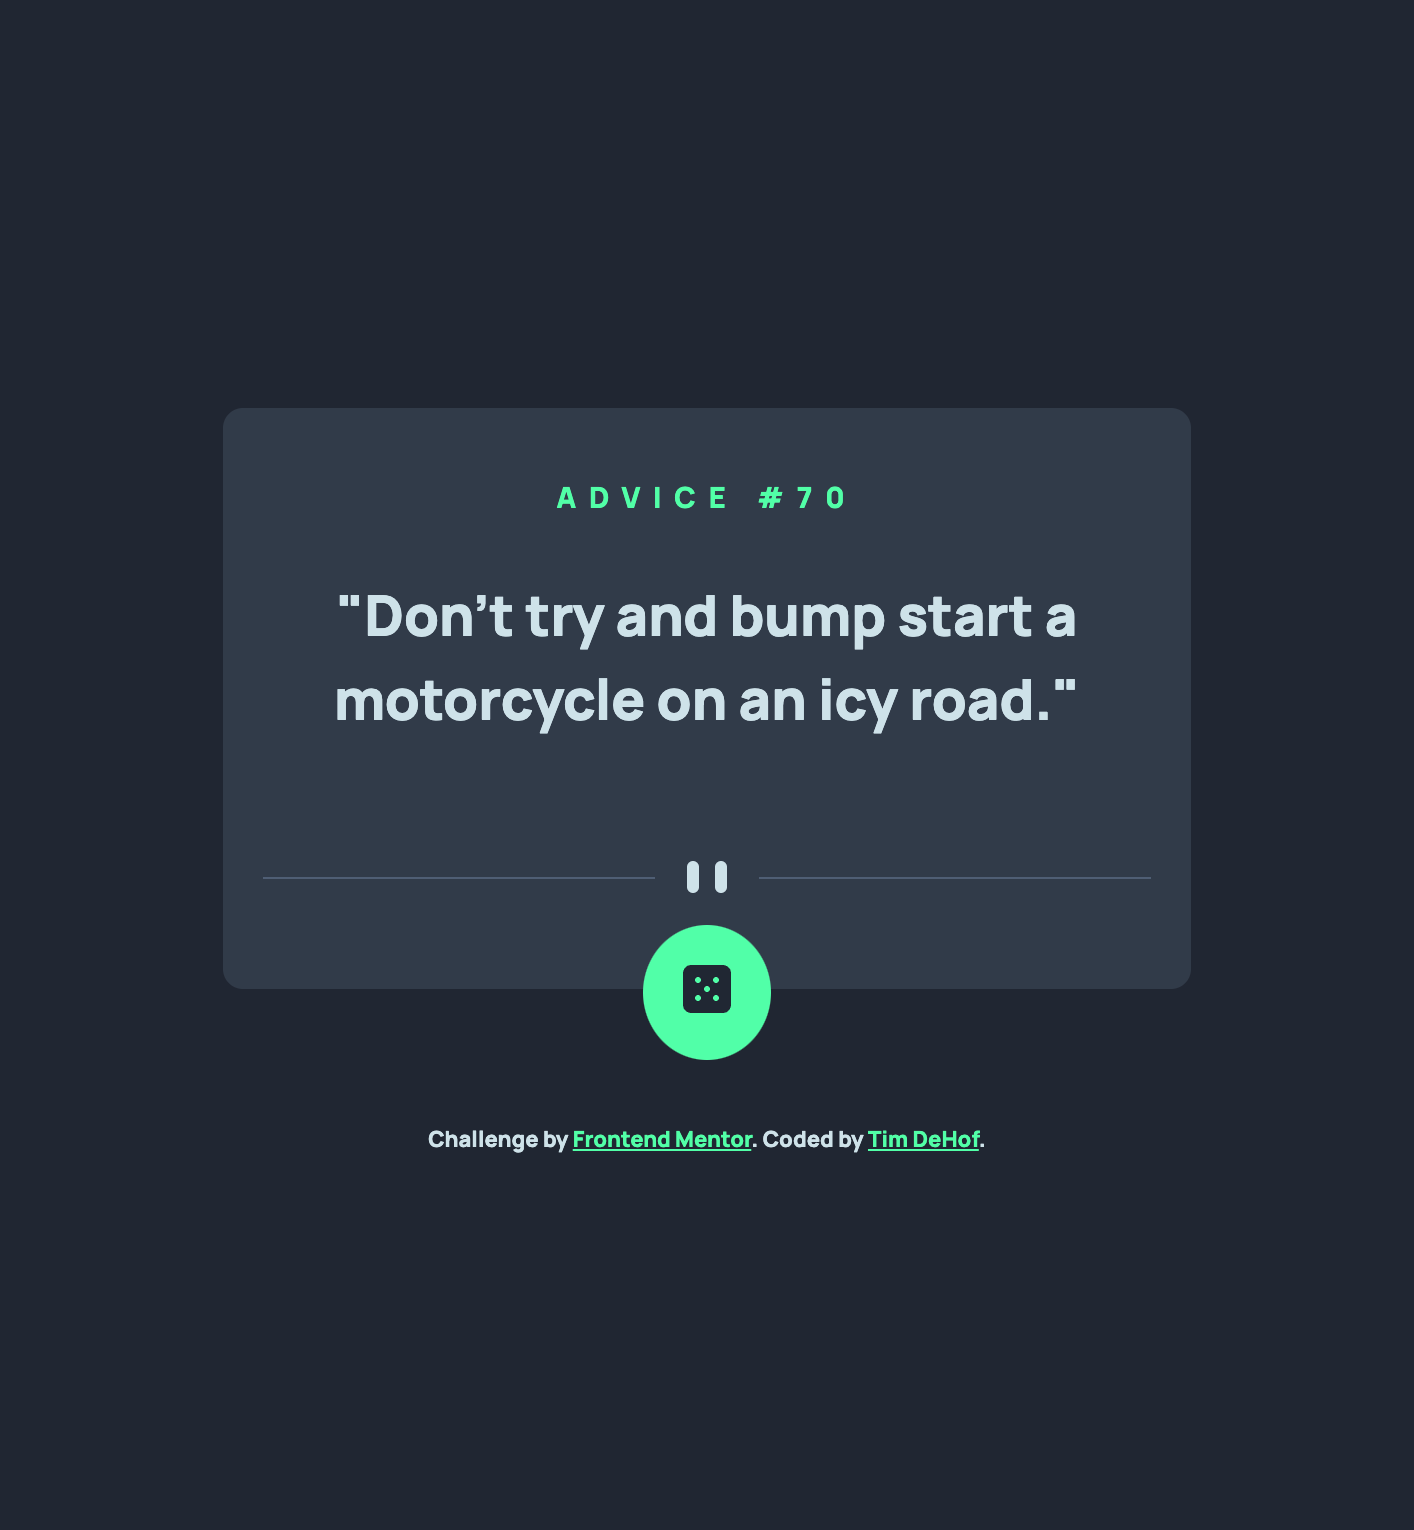 ADVICE #70
"Don’t try and bump start a
motorcycle on an icy road."
Challenge by Frontend Mentor. Coded by Tim DeHof.